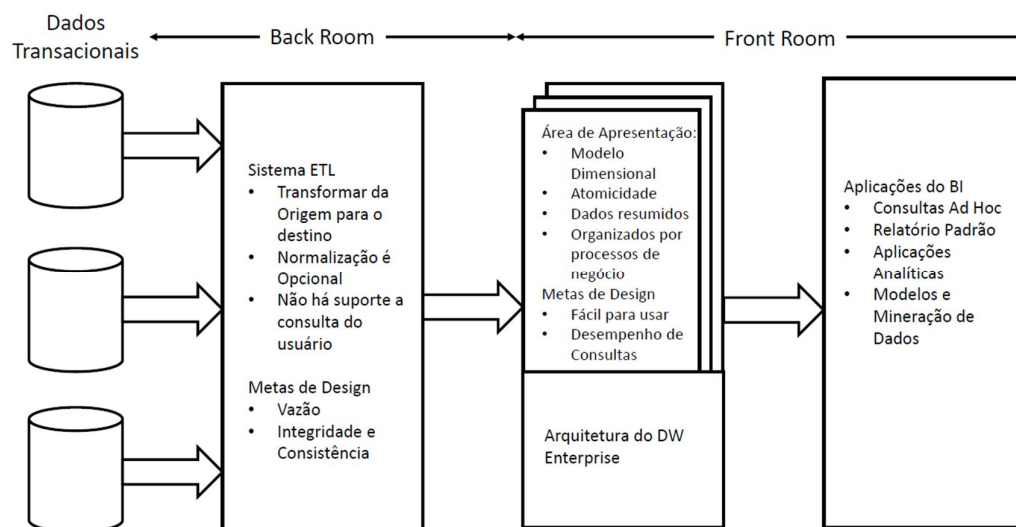 Dados
Transacionais
Back Room
Front Room
Sistema ETL
• Transformar da
Origem para o
destino
• Normalização é
Opcional
• Não há suporte a
consulta do
usuário
Metas de Design
• Vazão
• Integridade e
Consistência
Área de Apresentação:
• Modelo
Dimensional
• Atomicidade
• Dados resumidos
• Organizados por
processos de
negócio
Metas de Design
• Fácil para usar
• Desempenho de
Consultas
Arquitetura do DW
Enterprise
Aplicações do BI
• Consultas Ad Hoc
• Relatório Padrão
• Aplicações
Analíticas
• Modelos e
Mineração de
Dados